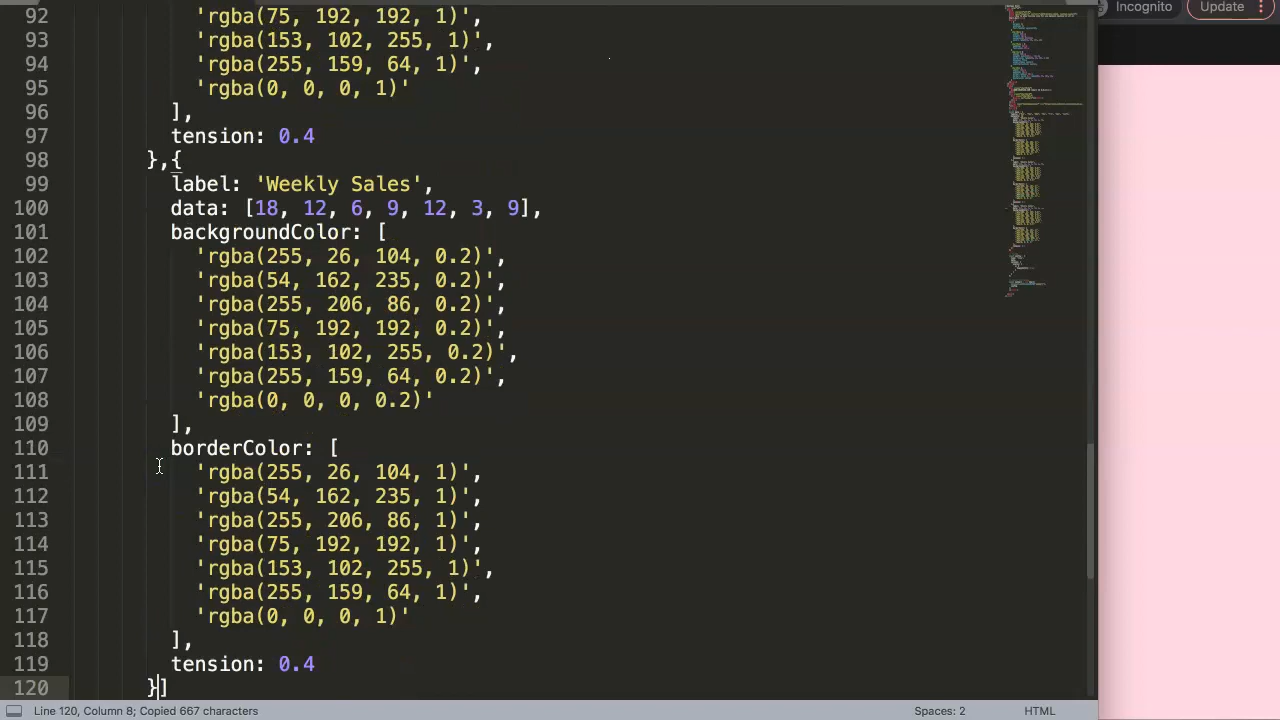 Incognito
Update
92 'rgba(75, 192, 192, 1)',
93 'rgba(153, 102, 255, 1)',
94 'rgba(255, 159, 64, 1)',
95 'rgba(0, 0, 0, 1)'
96 ],
97 tension: 0.4
98 },{
99 label: 'Weekly Sales',
100 data: [18, 12, 6, 9, 12, 3, 9],
101 backgroundColor: [
102 'rgba(255, 26, 104, 0.2)',
103 'rgba(54, 162, 235, 0.2)',
104 'rgba(255, 206, 86, 0.2)',
105 'rgba(75, 192, 192, 0.2)',
106 'rgba(153, 102, 255, 0.2)',
107 'rgba(255, 159, 64, 0.2)',
108 'rgba(0, 0, 0, 0.2)'
109 ],
110 borderColor: [
111 'rgba(255, 26, 104, 1)',
112 'rgba(54, 162, 235, 1)',
113 'rgba(255, 206, 86, 1)',
114 'rgba(75, 192, 192, 1)',
115 'rgba(153, 102, 255, 1)',
116 'rgba(255, 159, 64, 1)',
117 'rgba(0, 0, 0, 1)'
118 ],
119 tension: 0.4
120 }]
Line 120, Column 8; Copied 667 characters
Spaces: 2
HTML